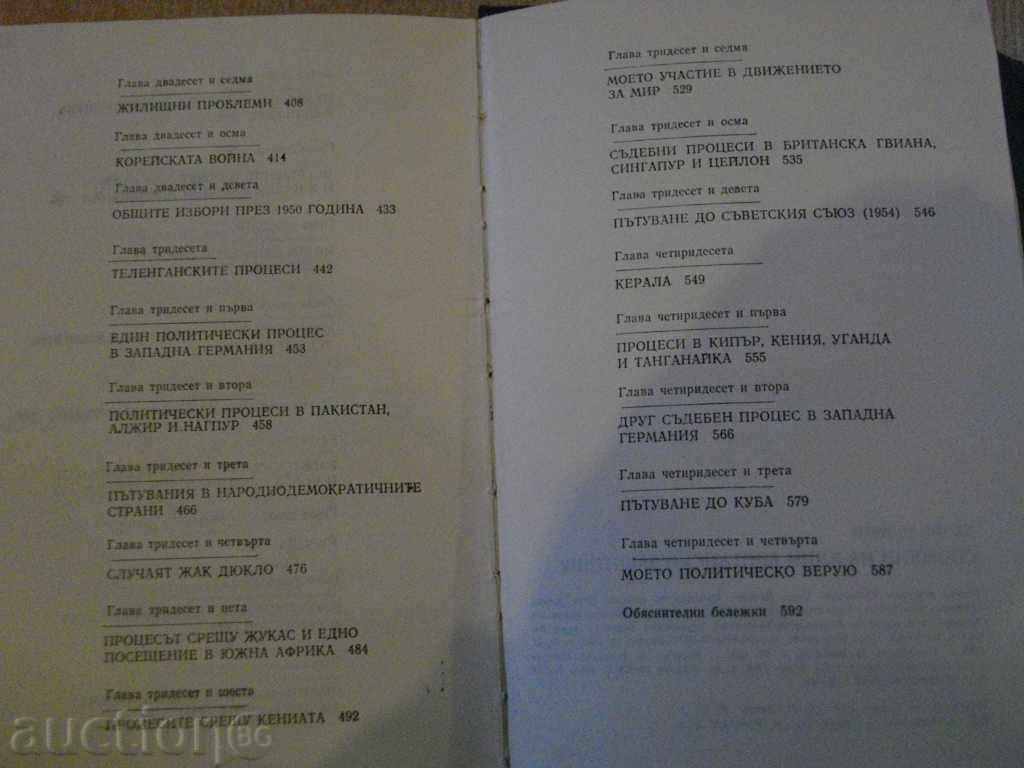 Глава двадесет и седма
ЖИЛИЩНИ ПРОБЛЕМИ 408
Глава двадесет и осма
КОРЕЙСКАТА ВОЙНА 414
Глава двадесет и девета
ОБЩИТЕ ИЗБОРИ ПРЕЗ 1950 ГОДИНА 433
Глава тридесета
ТЕЛЕНГАНСКИТЕ ПРОЦЕСИ 442
Глава тридесет и първа
ЕДИН ПОЛИТИЧЕСКИ ПРОЦЕС
В ЗАПАДНА ГЕРМАНИЯ 453
Глава тридесет и втора
ПОЛИТИЧЕСКИ ПРОЦЕСИ В ПАКИСТАН,
АЛЖИР И НАГПУР 458
Глава тридесет и трета
ПЪТУВАНИЯ В НАРОДНОДЕМОКРАТИЧНИТЕ
СТРАНИ 466
Глава тридесет и четвърта
СЛУЧАЯТ ЖАК ДЮКЛО 476
Глава тридесет и пета
ПРОЦЕСЪТ СРЕЩУ ЖУКАС И ЕДНО
ПОСЕЩЕНИЕ В ЮЖНА АФРИКА 484
Глава тридесет и шеста
ПРОЦЕСИТЕ СРЕЩУ КЕНИАТА 492
Глава тридесет и седма
МОЕТО УЧАСТИЕ В ДВИЖЕНИЕТО
ЗА МИР 529
Глава тридесет и осма
СЪДЕБНИ ПРОЦЕСИ В БРИТАНСКА ГВИАНА,
СИНГАПУР И ЦЕЙЛОН 535
Глава тридесет и девета
ПЪТУВАНЕ ДО СЪВЕТСКИЯ СЪЮЗ (1954) 546
Глава четиридесета
КЕРАЛА 549
Глава четиридесет и първа
ПРОЦЕСИ В КИПЪР, КЕНИЯ, УГАНДА
И ТАНГАНАЙКА 555
Глава четиридесет и втора
ДРУГ СЪДЕБЕН ПРОЦЕС В ЗАПАДНА
ГЕРМАНИЯ 566
Глава четиридесет и трета
ПЪТУВАНЕ ДО КУБА 579
Глава четиридесет и четвърта
МОЕТО ПОЛИТИЧЕСКО ВЕРУЮ 587
Обяснителни бележки 592
auction.BG